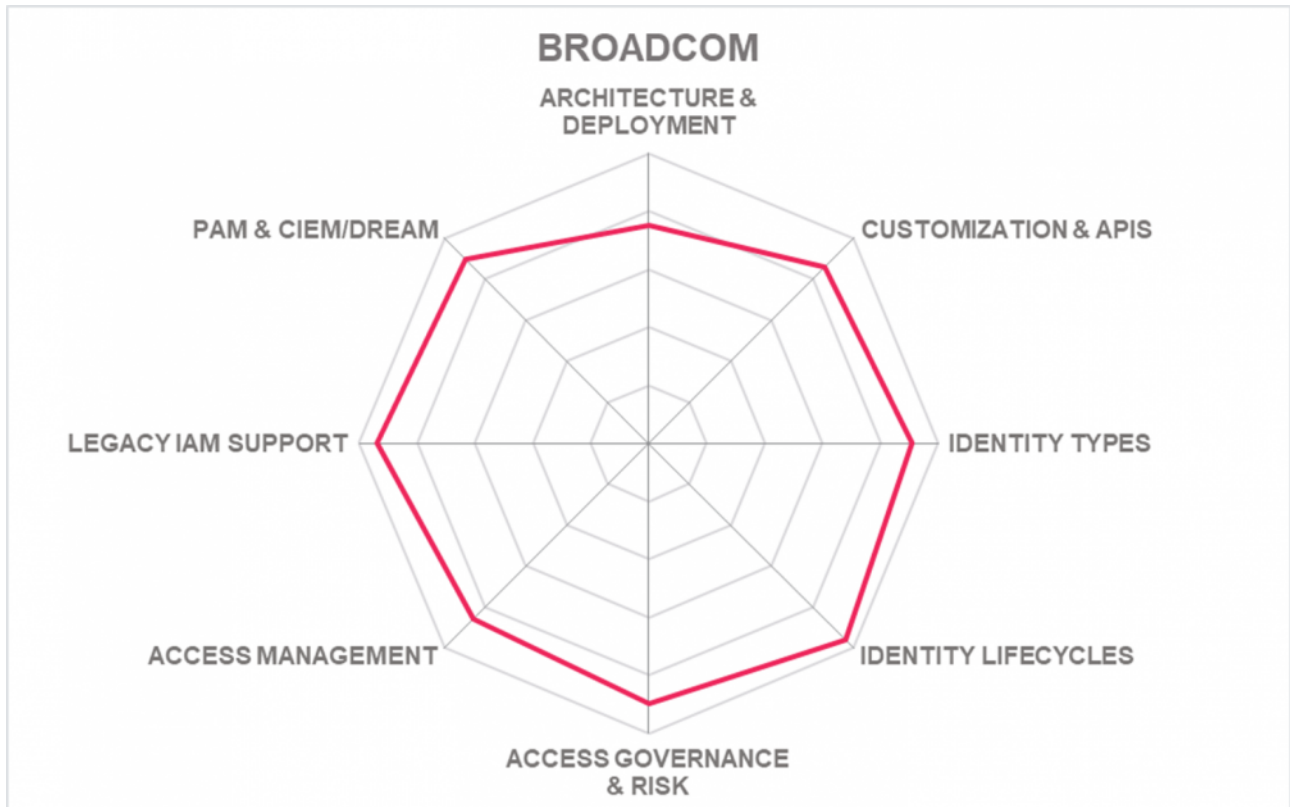 BROADCOM
ARCHITECTURE &
DEPLOYMENT
PAM & CIEM/DREAM
CUSTOMIZATION & APIS
LEGACY IAM SUPPORT
IDENTITY TYPES
ACCESS MANAGEMENT
IDENTITY LIFECYCLES
ACCESS GOVERNANCE
& RISK